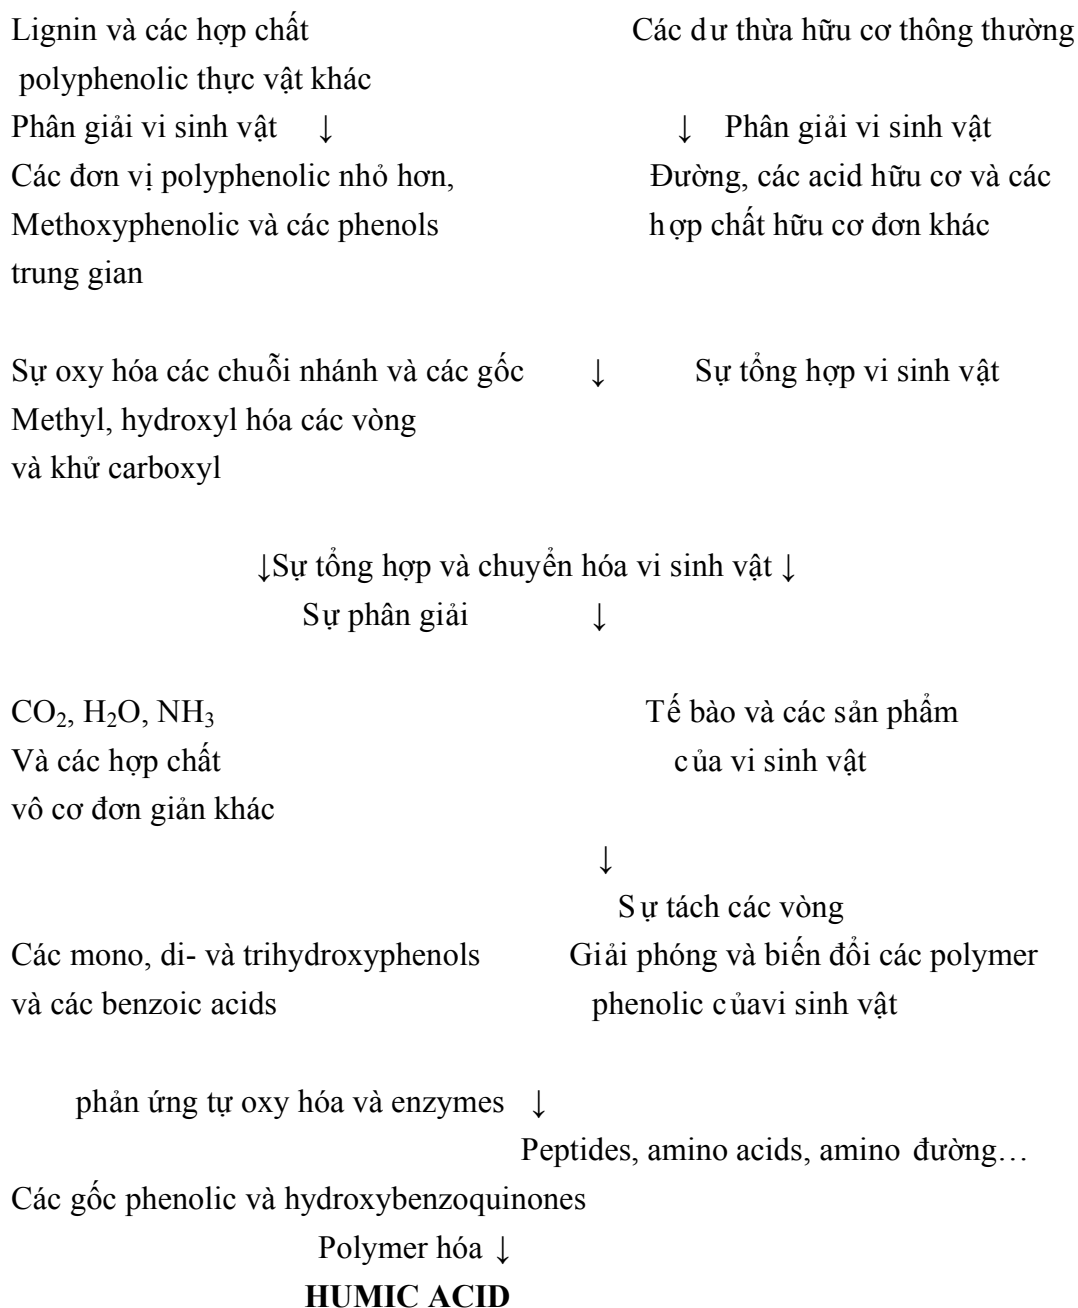 Lignin và các hợp chất Các dư thừa hữu cơ thông thường
polyphenolic thực vật khác
Phân giải vi sinh vật ↓ ↓ Phân giải vi sinh vật
Các đơn vị polyphenolic nhỏ hơn, Đường, các acid hữu cơ và các
Methoxyphenolic và các phenols hợp chất hữu cơ đơn khác
trung gian
Sự oxy hóa các chuỗi nhánh và các gốc ↓ Sự tổng hợp vi sinh vật
Methyl, hydroxyl hóa các vòng
và khử carboxyl
↓Sự tổng hợp và chuyển hóa vi sinh vật ↓
Sự phân giải ↓
CO₂, H₂O, NH₃ Tế bào và các sản phẩm
Và các hợp chất của vi sinh vật
vô cơ đơn giản khác
↓
Sự tách các vòng
Các mono, di- và trihydroxyphenols Giải phóng và biến đổi các polymer
và các benzoic acids phenolic củavi sinh vật
phản ứng tự oxy hóa và enzymes ↓
Peptides, amino acids, amino đường…
Các gốc phenolic và hydroxybenzoquinones
Polymer hóa ↓
HUMIC ACID